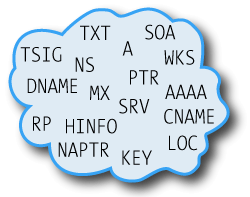 TXT SOA
TSIG A
NS WKS
DNAME PTR
MX AAAA
SRV CNAME
RP HINFO
NAPTR LOC
KEY